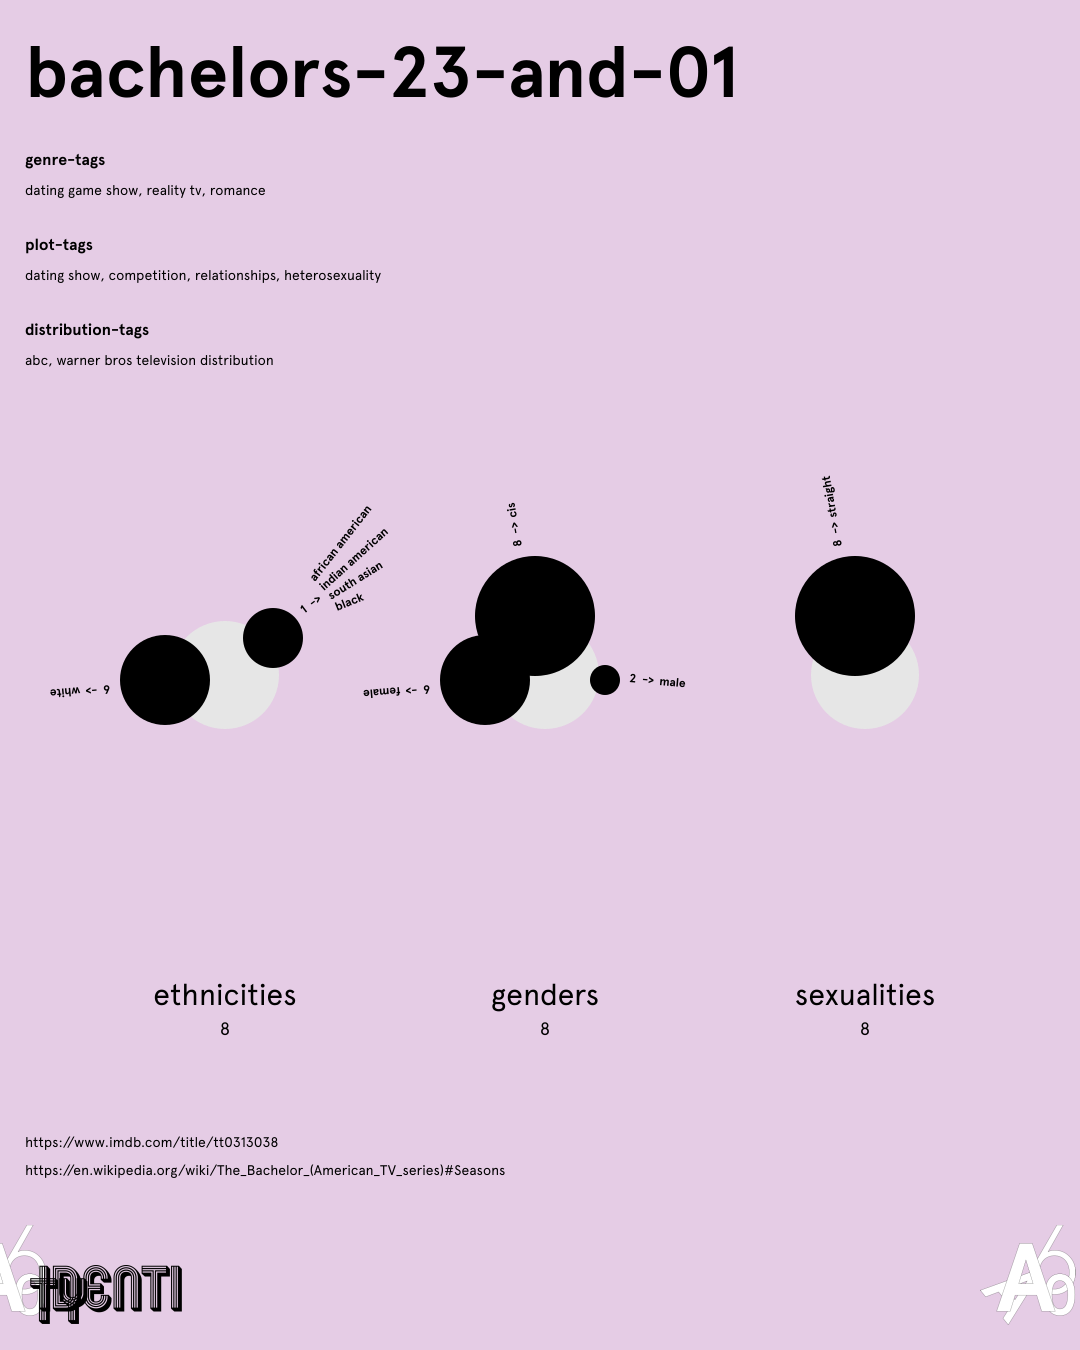 bachelors-23-and-01
genre-tags
dating game show, reality tv, romance
plot-tags
dating show, competition, relationships, heterosexuality
distribution-tags
abc, warner bros television distribution
6 -> white
1 ->
african american
indian american
south asian
black
8 -> cis
6 -> female
2 -> male
8 -> straight
ethnicities
8
genders
8
sexualities
8
https://www.imdb.com/title/tt0313038
https://en.wikipedia.org/wiki/The_Bachelor_(American_TV_series)#Seasons
IDENTI